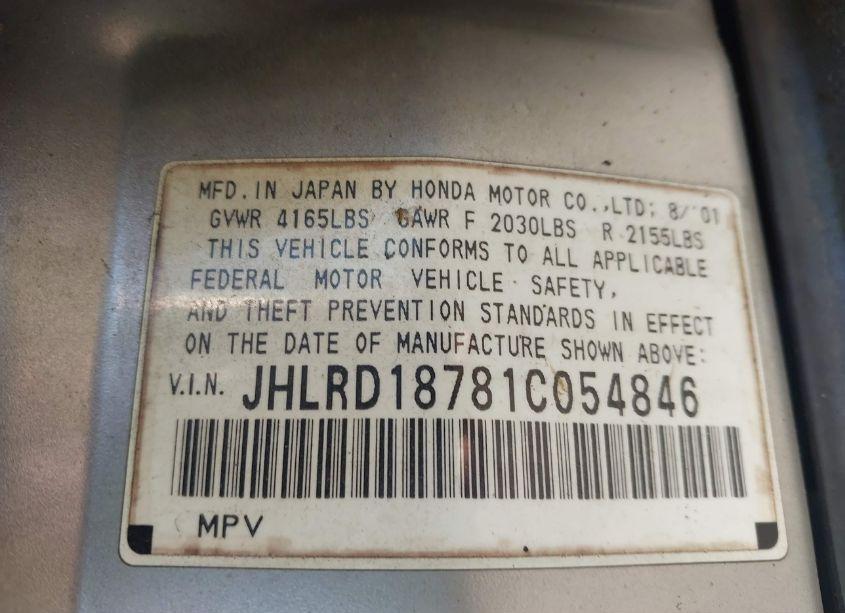 MFD. IN JAPAN BY HONDA MOTOR CO., LTD; 8/'01
GVWR 4165LBS GAWR F 2030LBS R 2155LBS
THIS VEHICLE CONFORMS TO ALL APPLICABLE
FEDERAL MOTOR VEHICLE SAFETY,
AND THEFT PREVENTION STANDARDS IN EFFECT
ON THE DATE OF MANUFACTURE SHOWN ABOVE:
V.I.N. JHLRD18781C054846
MPV